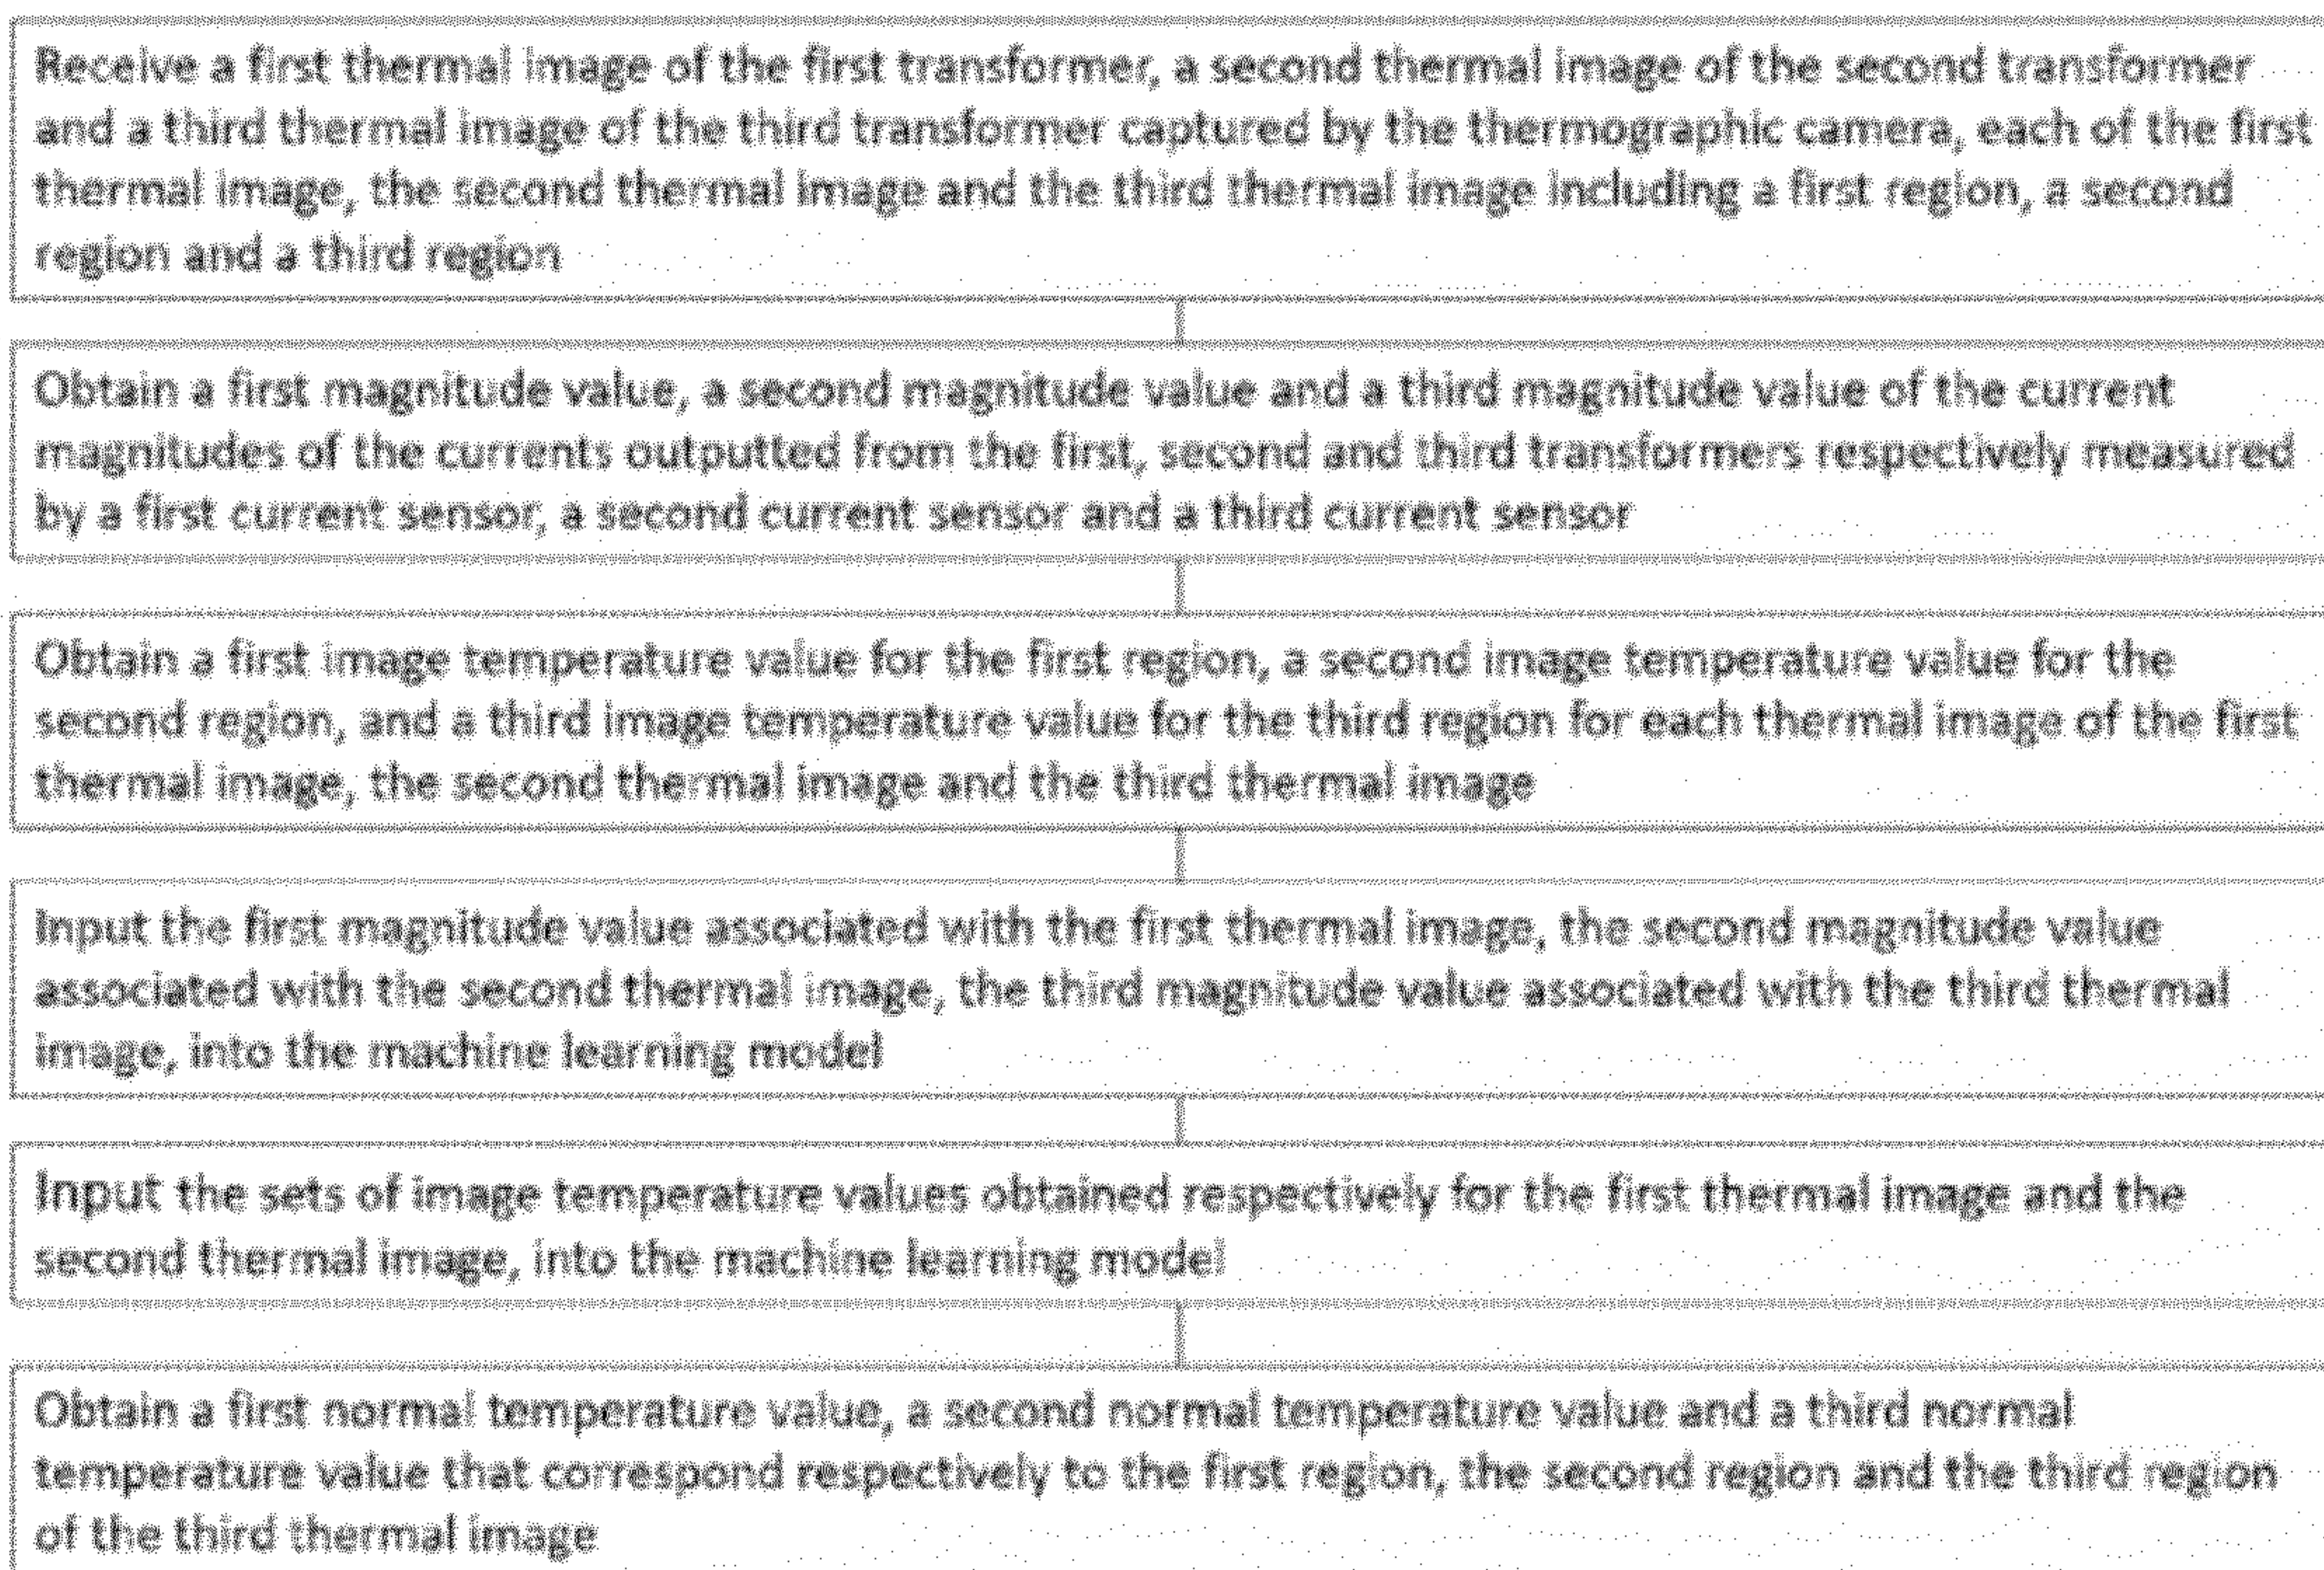 Receive a first thermal image of the first transformer, a second thermal image of the second transformer
and a third thermal image of the third transformer captured by the thermographic camera, each of the first
thermal image, the second thermal image and the third thermal image including a first region, a second
region and a third region
Obtain a first magnitude value, a second magnitude value and a third magnitude value of the current
magnitudes of the currents outputted from the first, second and third transformers respectively measured
by a first current sensor, a second current sensor and a third current sensor
Obtain a first image temperature value for the first region, a second image temperature value for the
second region, and a third image temperature value for the third region for each thermal image of the first
thermal image, the second thermal image and the third thermal image
Input the first magnitude value associated with the first thermal image, the second magnitude value
associated with the second thermal image, the third magnitude value associated with the third thermal
image, into the machine learning model
Input the sets of image temperature values obtained respectively for the first thermal image and the
second thermal image, into the machine learning model
Obtain a first normal temperature value, a second normal temperature value and a third normal
temperature value that correspond respectively to the first region, the second region and the third region
of the third thermal image